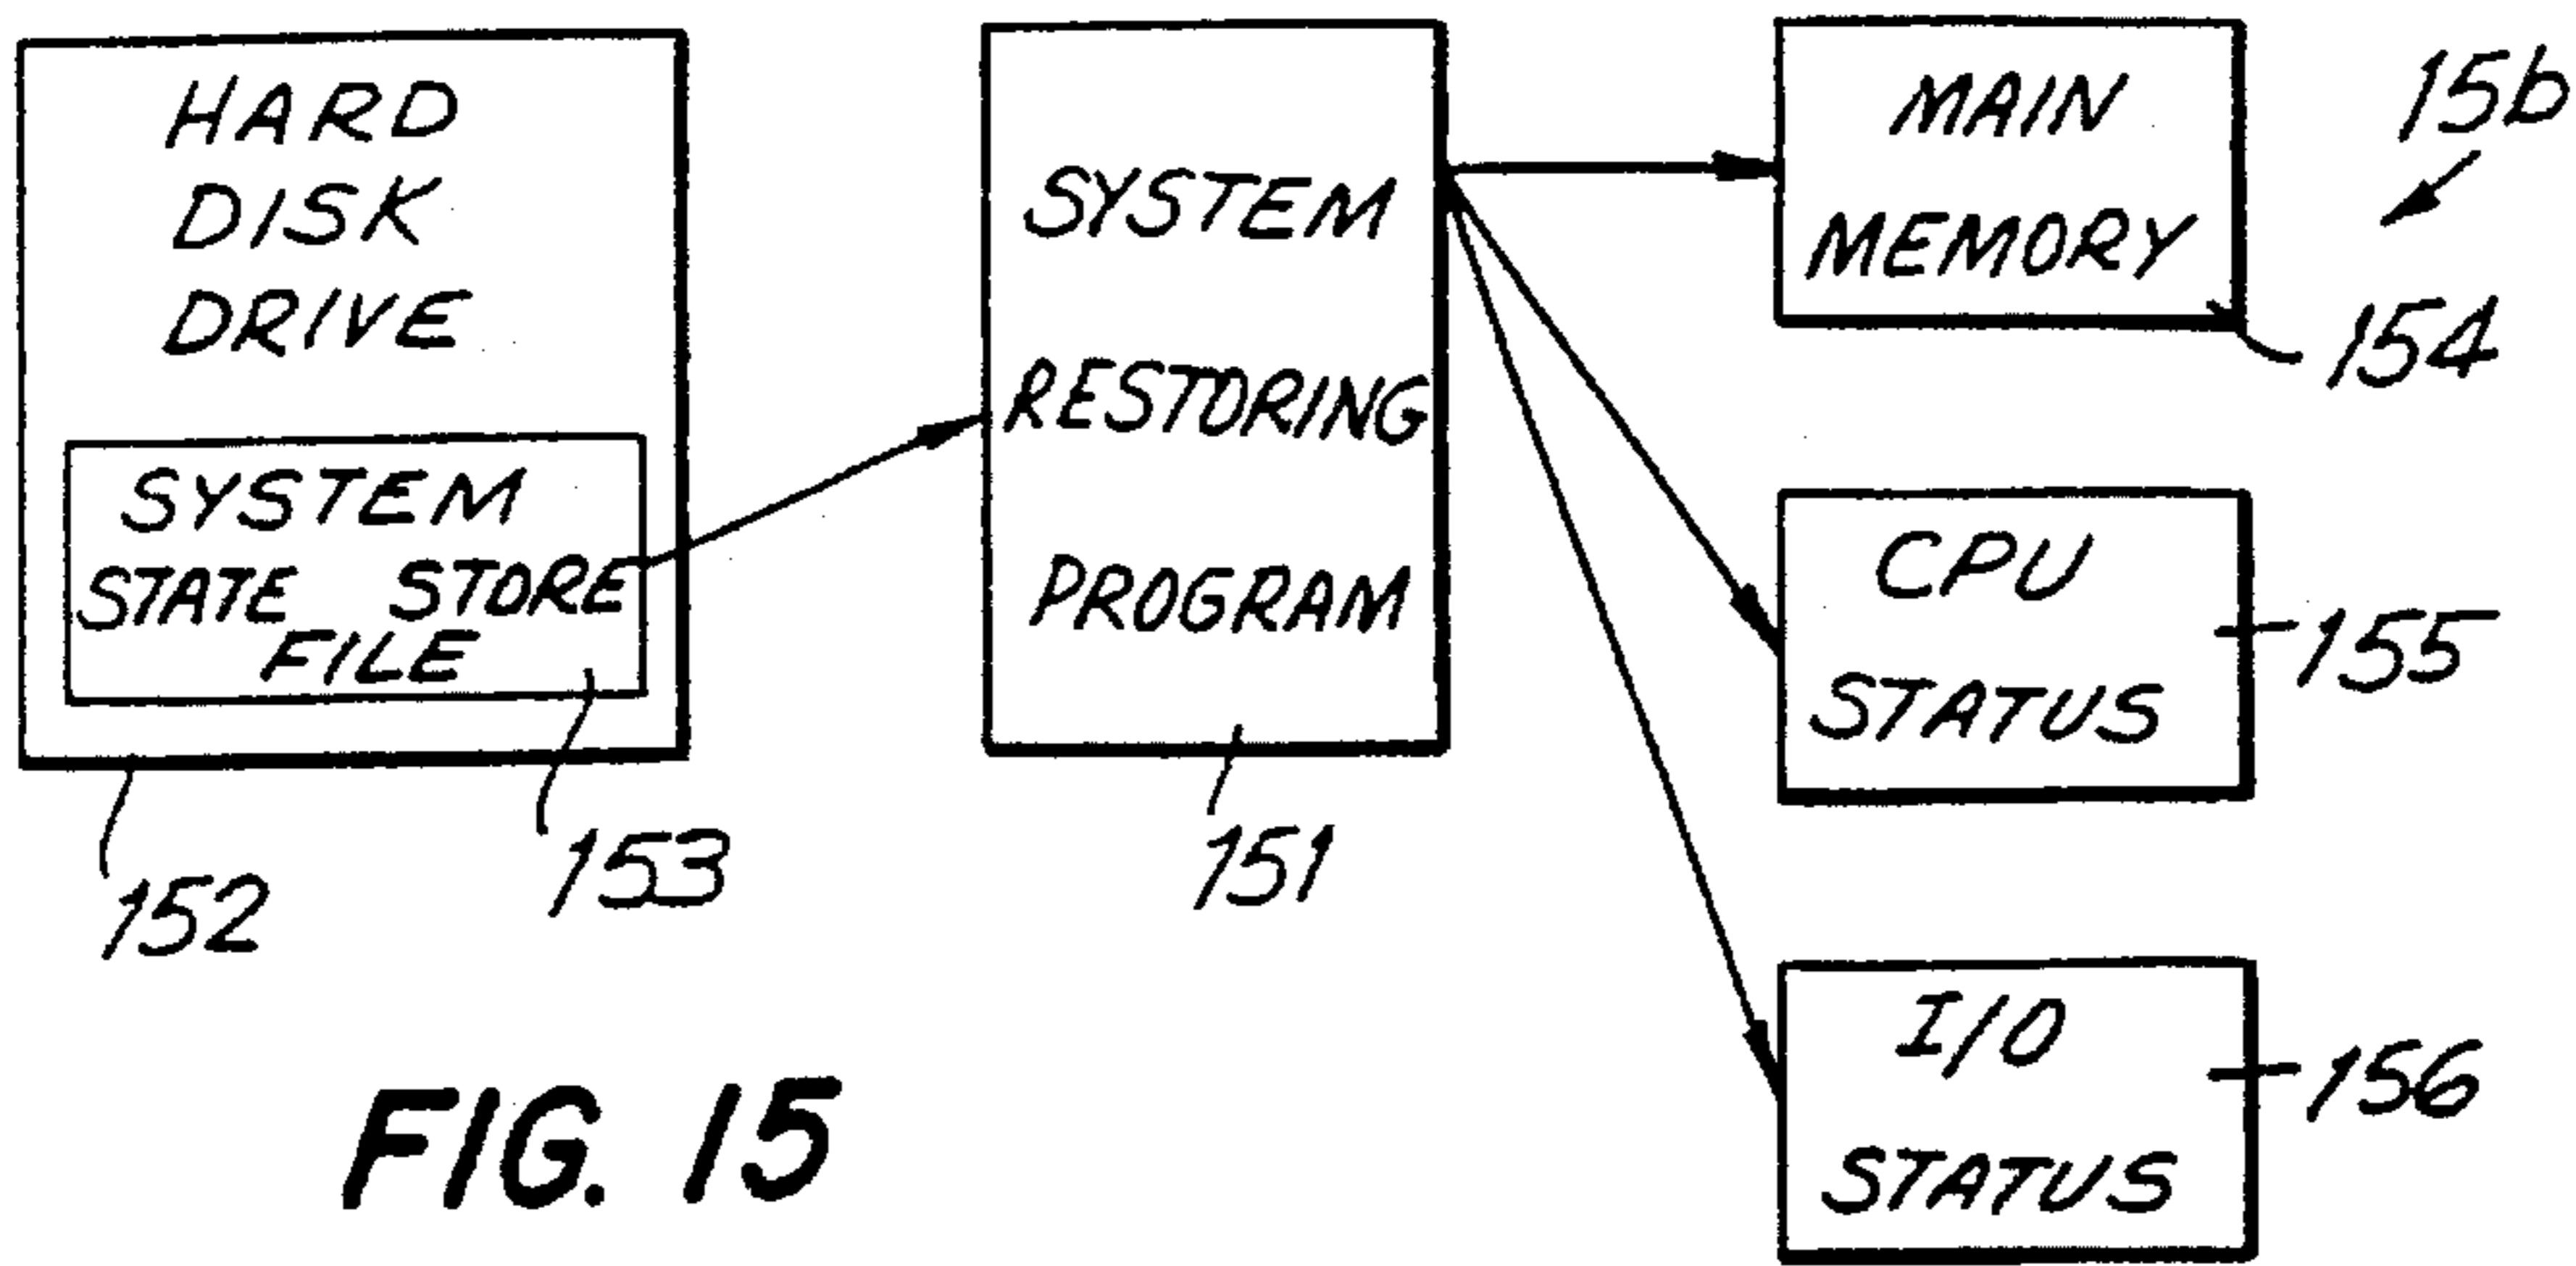 HARD
DISK
DRIVE
SYSTEM
STATE STORE
FILE
152
153
SYSTEM
RESTORING
PROGRAM
151
MAIN
MEMORY
154
15b
CPU
STATUS
155
I/O
STATUS
156
FIG. 15